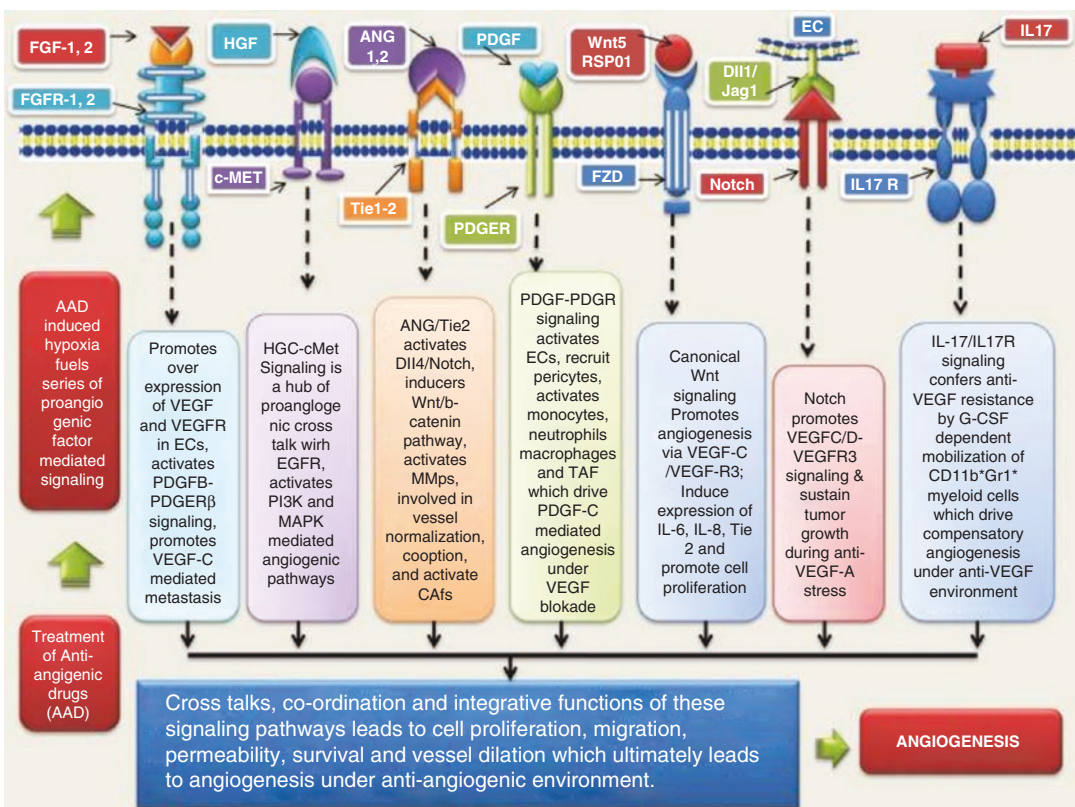 FGF-1, 2
FGFR-1, 2
HGF
c-MET
ANG
1,2
Tie1-2
PDGF
PDGER
Wnt5
RSP01
FZD
EC
Dll1/
Jag1
Notch
IL17
IL17 R
AAD
induced
hypoxia
fuels
series of
proangio
genic
factor
mediated
signaling
Treatment
of Anti-
angigenic
drugs
(AAD)
Promotes
over
expression
of VEGF
and VEGFR
in ECs,
activates
PDGFB-
PDGERβ
signaling,
promotes
VEGF-C
mediated
metastasis
HGC-cMet
Signaling is
a hub of
proangloge
nic cross
talk wirh
EGFR,
activates
PI3K and
MAPK
mediated
angiogenic
pathways
ANG/Tie2
activates
DII4/Notch,
inducers
Wnt/b-
catenin
pathway,
activates
MMps,
involved in
vessel
normalization,
cooption,
and activate
CAfs
PDGF-PDGR
signaling
activates
ECs, recruit
pericytes,
activates
monocytes,
neutrophils
macrophages
and TAF
which drive
PDGF-C
mediated
angiogenesis
under
VEGF
blokade
Canonical
Wnt
signaling
Promotes
angiogenesis
via VEGF-C
/VEGF-R3;
Induce
expression of
IL-6, IL-8, Tie
2 and
promote cell
proliferation
Notch
promotes
VEGFC/D-
VEGFR3
signaling &
sustain
tumor
growth
during anti-
VEGF-A
stress
IL-17/IL17R
signaling
confers anti-
VEGF resistance
by G-CSF
dependent
mobilization of
CD11b*Gr1*
myeloid cells
which drive
compensatory
angiogenesis
under anti-VEGF
environment
Cross talks, co-ordination and integrative functions of these
signaling pathways leads to cell proliferation, migration,
permeability, survival and vessel dilation which ultimately leads
to angiogenesis under anti-angiogenic environment.
ANGIOGENESIS